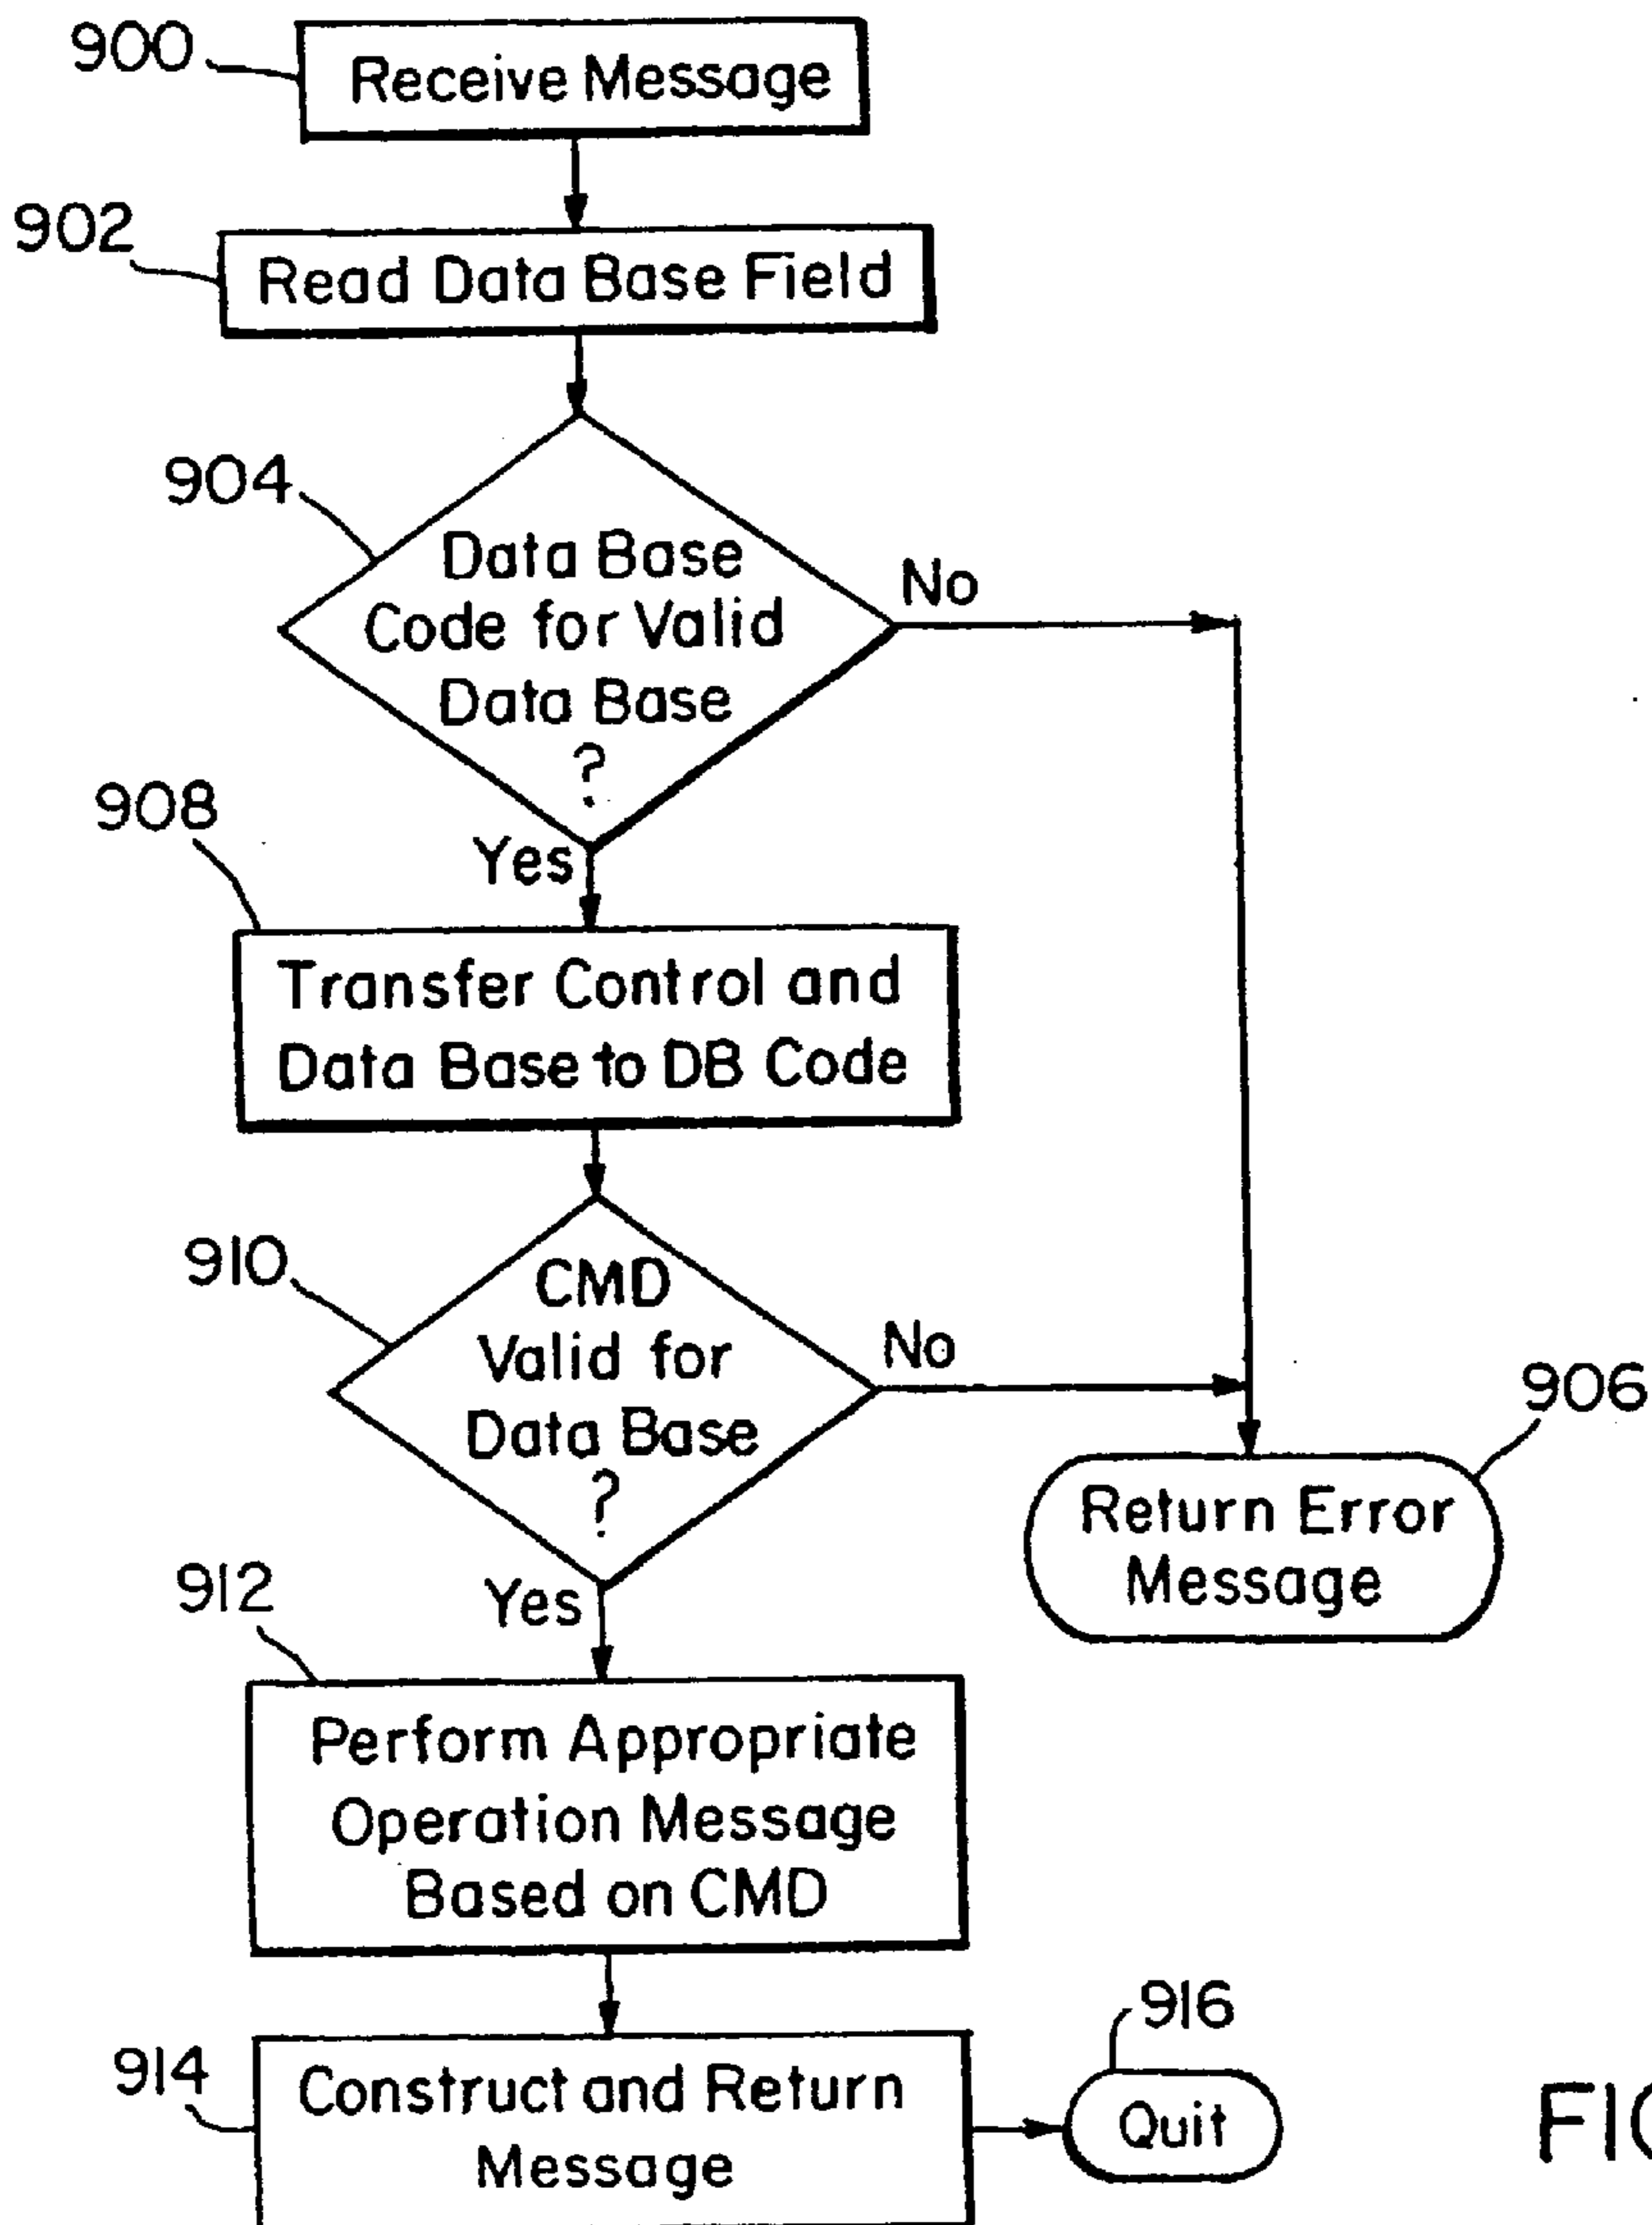 900
Receive Message
902
Read Data Base Field
904
Data Base
Code for Valid
Data Base
?
No
908
Yes
Transfer Control and
Data Base to DB Code
910
CMD
Valid for
Data Base
?
No
906
Return Error
Message
912
Yes
Perform Appropriate
Operation Message
Based on CMD
914
Construct and Return
Message
916
Quit